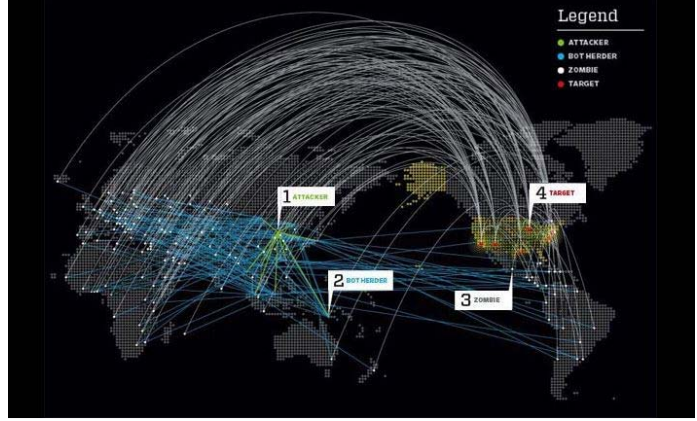 Legend
ATTACKER
BOT HERDER
ZOMBIE
TARGET
1 ATTACKER
4 TARGET
2 BOT HERDER
3 ZOMBIE